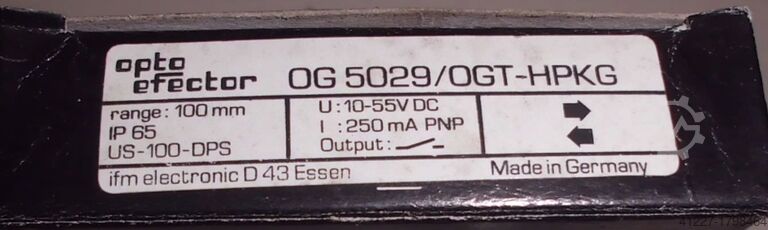 opto efector OG 5029/OGT-HPKG
range: 100 mm
IP 65
US-100-DPS
U: 10-55V DC
I : 250 mA PNP
Output:
ifm electronic D 43 Essen Made in Germany